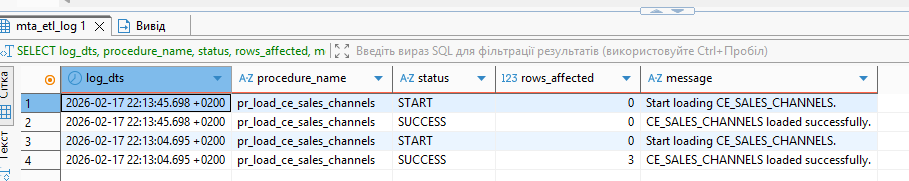 mta_etl_log 1 Вивід
SELECT log_dts, procedure_name, status, rows_affected, m Введіть вираз SQL для фільтрації результатів (використовуйте Ctrl+Пробіл)
Сітка
Текст
log_dts A-Z procedure_name A-Z status 123 rows_affected A-Z message
1 2026-02-17 22:13:45.698 +0200 pr_load_ce_sales_channels START 0 Start loading CE_SALES_CHANNELS.
2 2026-02-17 22:13:45.698 +0200 pr_load_ce_sales_channels SUCCESS 0 CE_SALES_CHANNELS loaded successfully.
3 2026-02-17 22:13:04.695 +0200 pr_load_ce_sales_channels START 0 Start loading CE_SALES_CHANNELS.
4 2026-02-17 22:13:04.695 +0200 pr_load_ce_sales_channels SUCCESS 3 CE_SALES_CHANNELS loaded successfully.